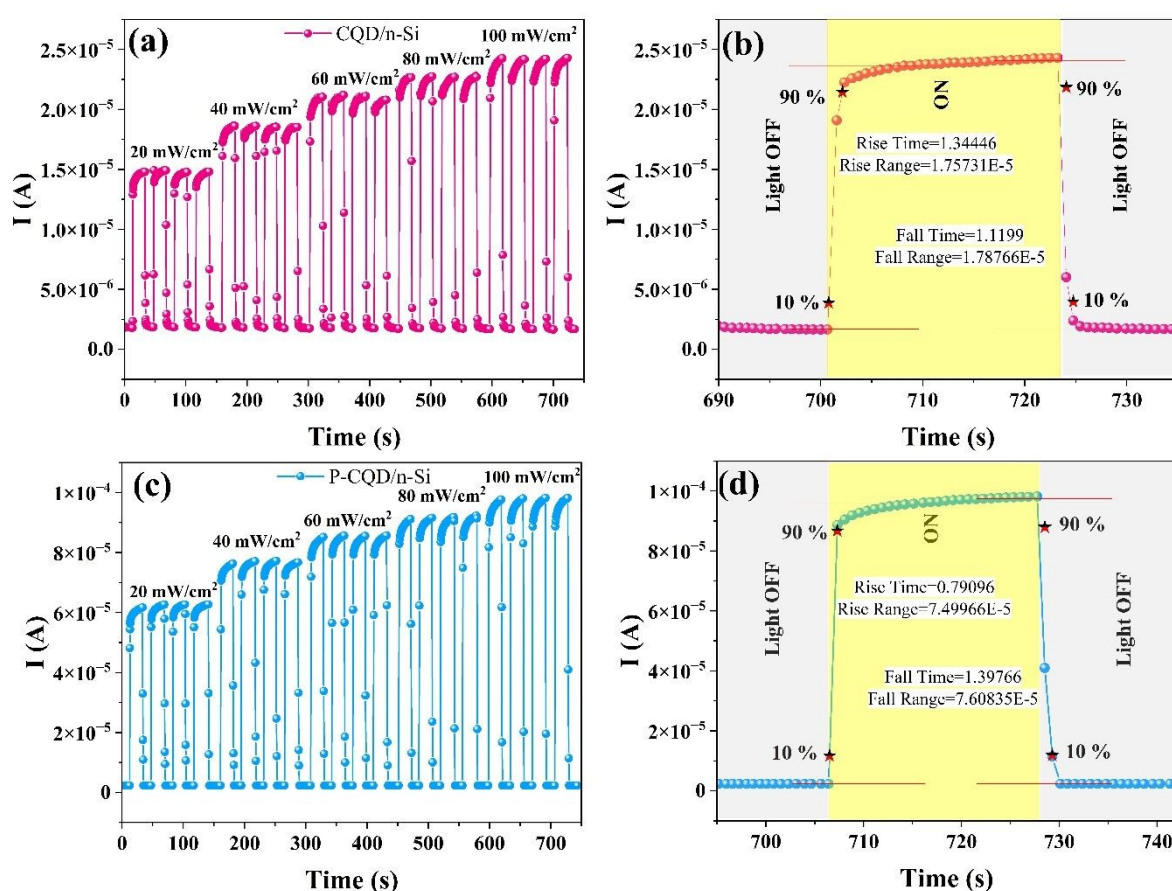 (a)
CQD/n-Si
100 mW/cm²
80 mW/cm²
60 mW/cm²
40 mW/cm²
20 mW/cm²
2.5×10⁻⁵
2.0×10⁻⁵
1.5×10⁻⁵
1.0×10⁻⁵
5.0×10⁻⁶
0.0
I (A)
0 100 200 300 400 500 600 700
Time (s)
(b)
2.5×10⁻⁵
2.0×10⁻⁵
1.5×10⁻⁵
1.0×10⁻⁵
5.0×10⁻⁶
0.0
I (A)
90 %
ON
90 %
Rise Time=1.34446
Rise Range=1.75731E-5
Light OFF
Light OFF
Fall Time=1.1199
Fall Range=1.78766E-5
10 %
10 %
690 700 710 720 730
Time (s)
(c)
P-CQD/n-Si
100 mW/cm²
80 mW/cm²
60 mW/cm²
40 mW/cm²
20 mW/cm²
1×10⁻⁴
8×10⁻⁵
6×10⁻⁵
4×10⁻⁵
2×10⁻⁵
0
I (A)
0 100 200 300 400 500 600 700
Time (s)
(d)
1×10⁻⁴
8×10⁻⁵
6×10⁻⁵
4×10⁻⁵
2×10⁻⁵
0
I (A)
90 %
ON
90 %
Rise Time=0.79096
Rise Range=7.49966E-5
Light OFF
Light OFF
Fall Time=1.39766
Fall Range=7.60835E-5
10 %
10 %
700 710 720 730 740
Time (s)